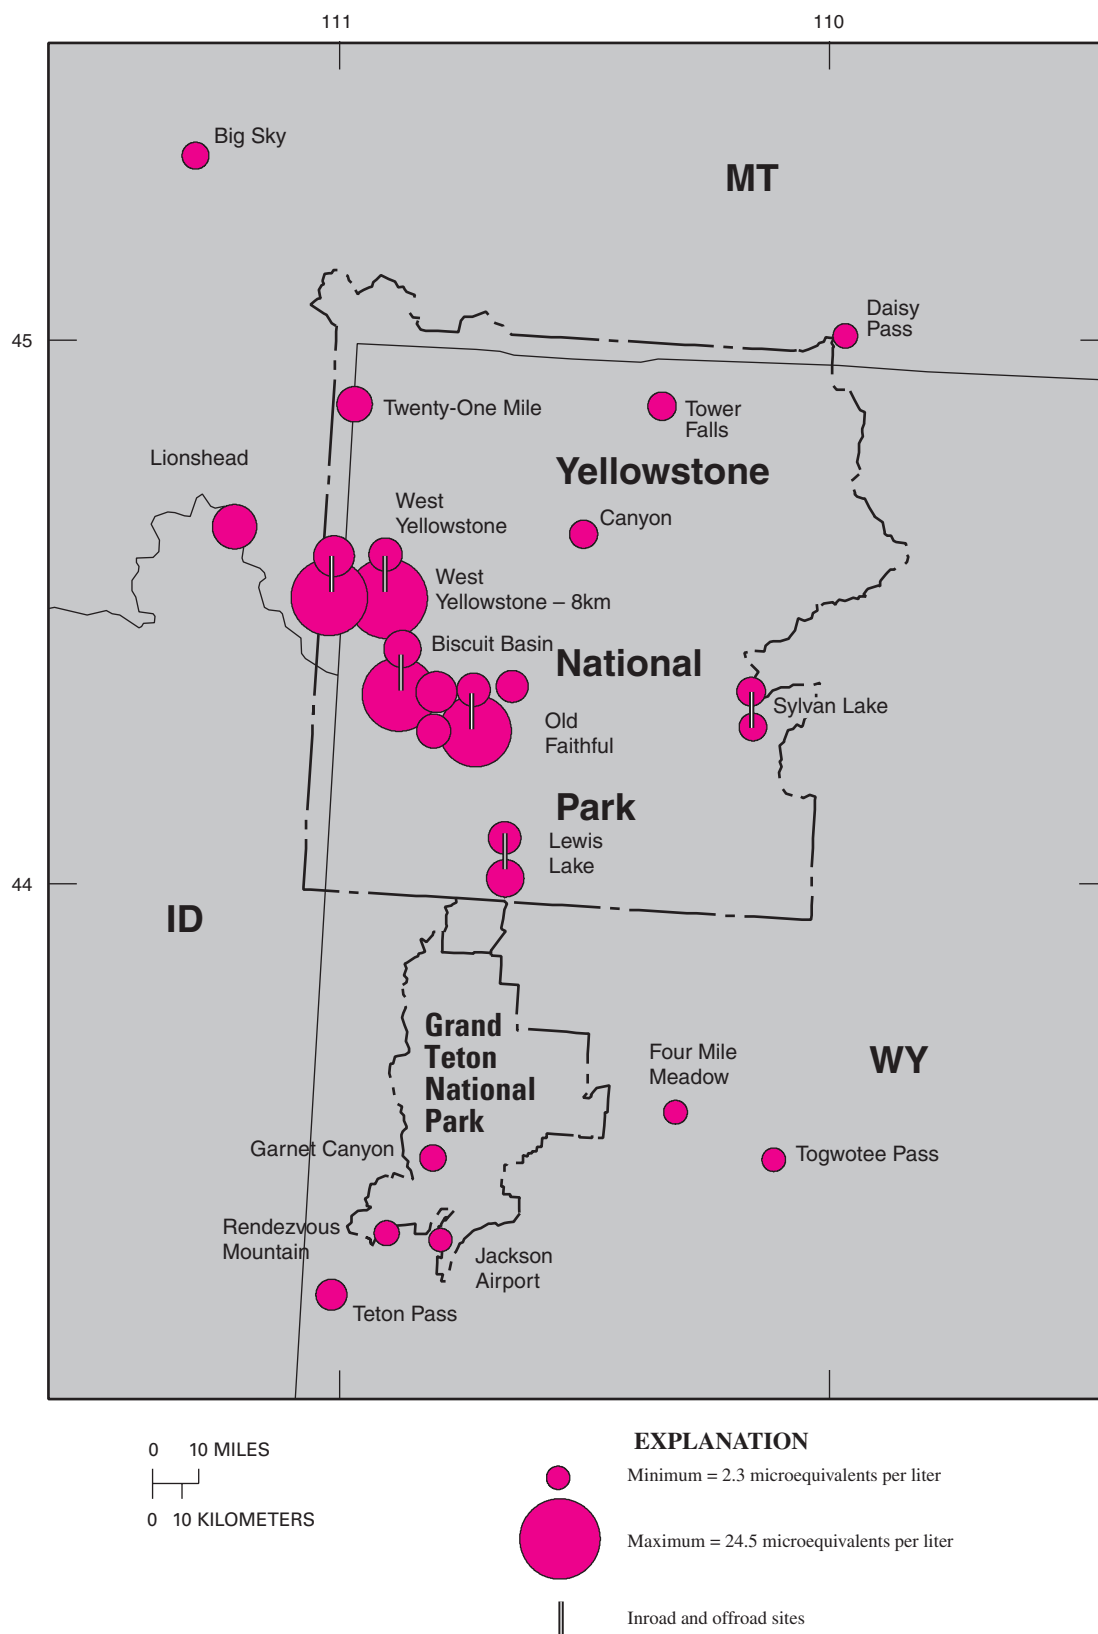 111
110
Big Sky
MT
Daisy
Pass
45
Twenty-One Mile
Tower
Falls
Lionshead
Yellowstone
West
Yellowstone
Canyon
West
Yellowstone – 8km
Biscuit Basin
National
Sylvan Lake
Old
Faithful
Park
Lewis
Lake
44
ID
Grand
Teton
National
Park
Four Mile
Meadow
WY
Garnet Canyon
Togwotee Pass
Rendezvous
Mountain
Jackson
Airport
Teton Pass
0 10 MILES
0 10 KILOMETERS
EXPLANATION
Minimum = 2.3 microequivalents per liter
Maximum = 24.5 microequivalents per liter
Inroad and offroad sites